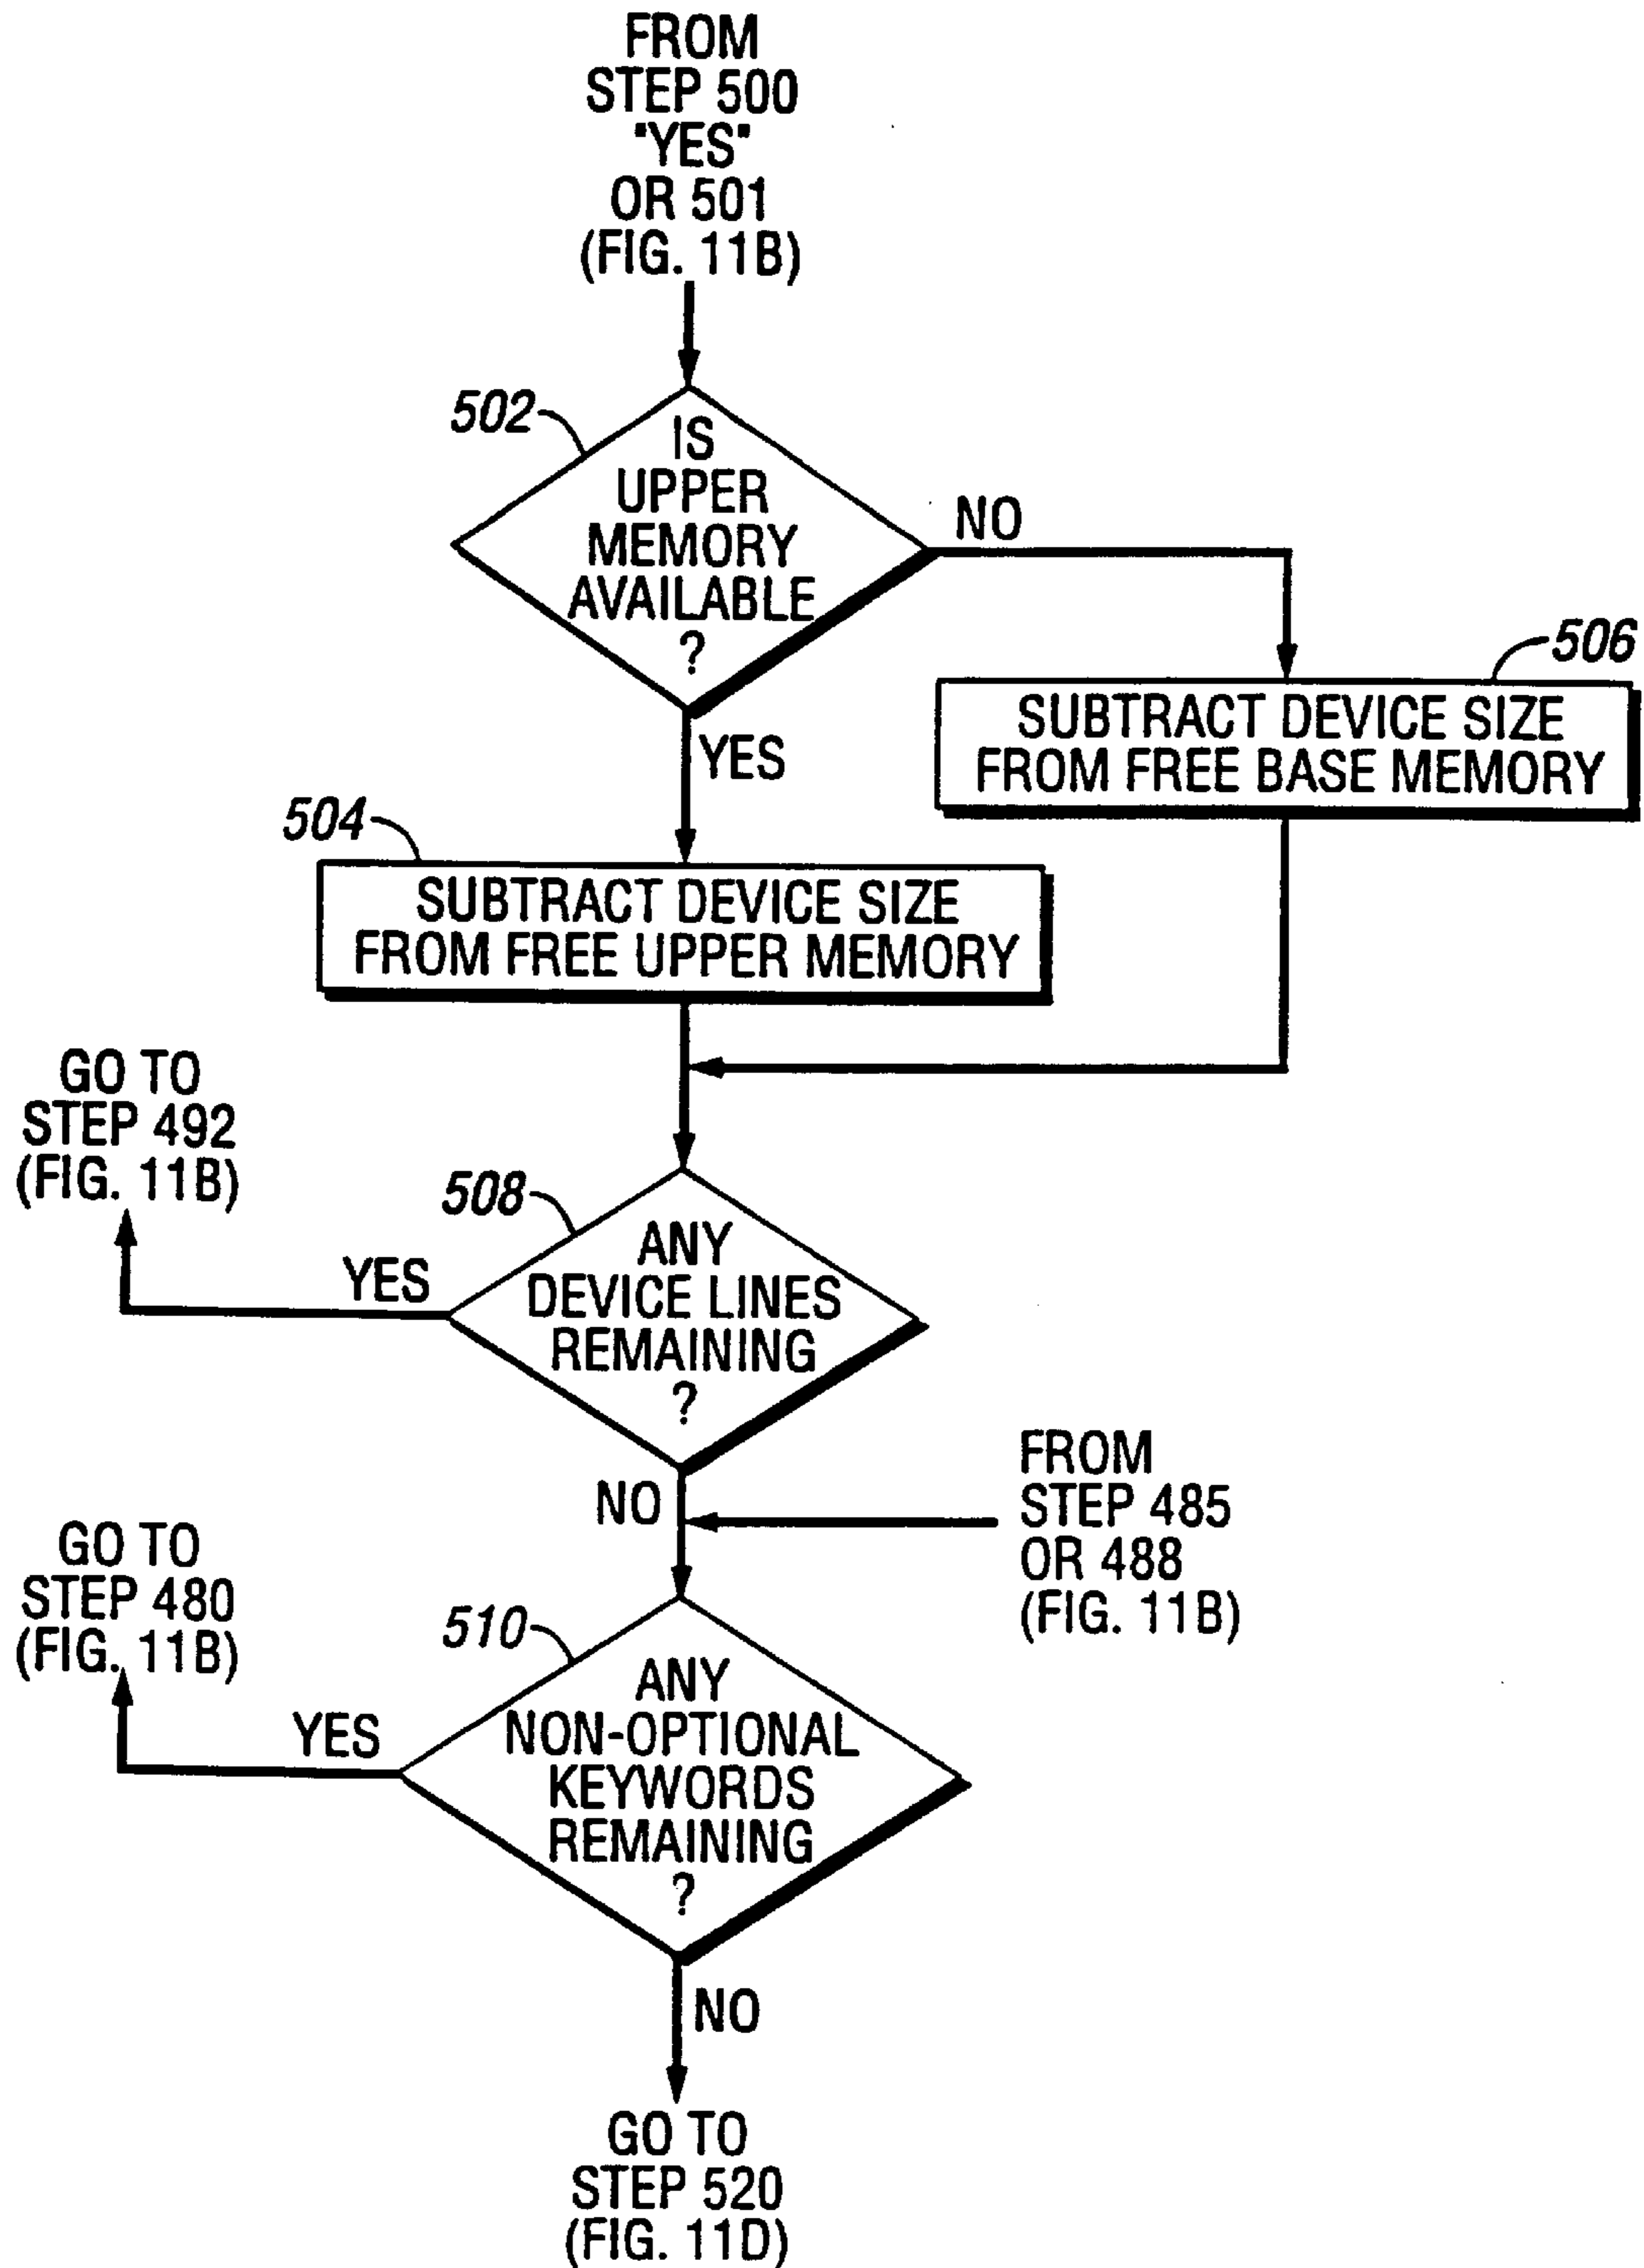 FROM
STEP 500
"YES"
OR 501
(FIG. 11B)
502
IS
UPPER
MEMORY
AVAILABLE
?
NO
YES
506
SUBTRACT DEVICE SIZE
FROM FREE BASE MEMORY
504
SUBTRACT DEVICE SIZE
FROM FREE UPPER MEMORY
GO TO
STEP 492
(FIG. 11B)
508
ANY
DEVICE LINES
REMAINING
?
YES
NO
FROM
STEP 485
OR 488
(FIG. 11B)
GO TO
STEP 480
(FIG. 11B)
510
ANY
NON-OPTIONAL
KEYWORDS
REMAINING
?
YES
NO
GO TO
STEP 520
(FIG. 11D)